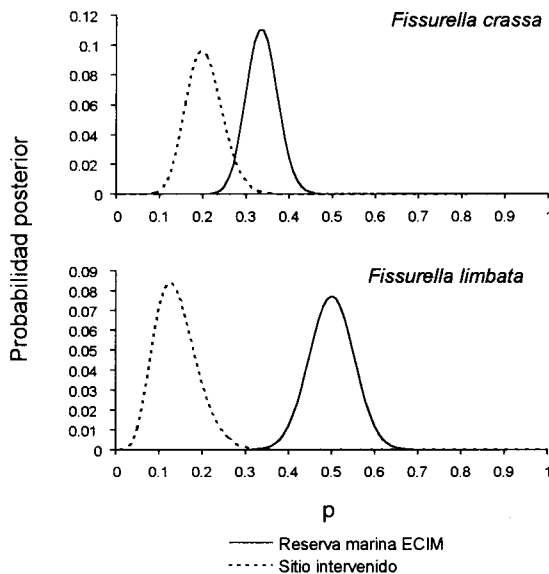 Fissurella crassa
Probabilidad posterior
0.12
0.1
0.08
0.06
0.04
0.02
0
0 0.1 0.2 0.3 0.4 0.5 0.6 0.7 0.8 0.9 1
Fissurella limbata
0.09
0.08
0.07
0.06
0.05
0.04
0.03
0.02
0.01
0
0 0.1 0.2 0.3 0.4 0.5 0.6 0.7 0.8 0.9 1
p
Reserva marina ECIM
Sitio intervenido